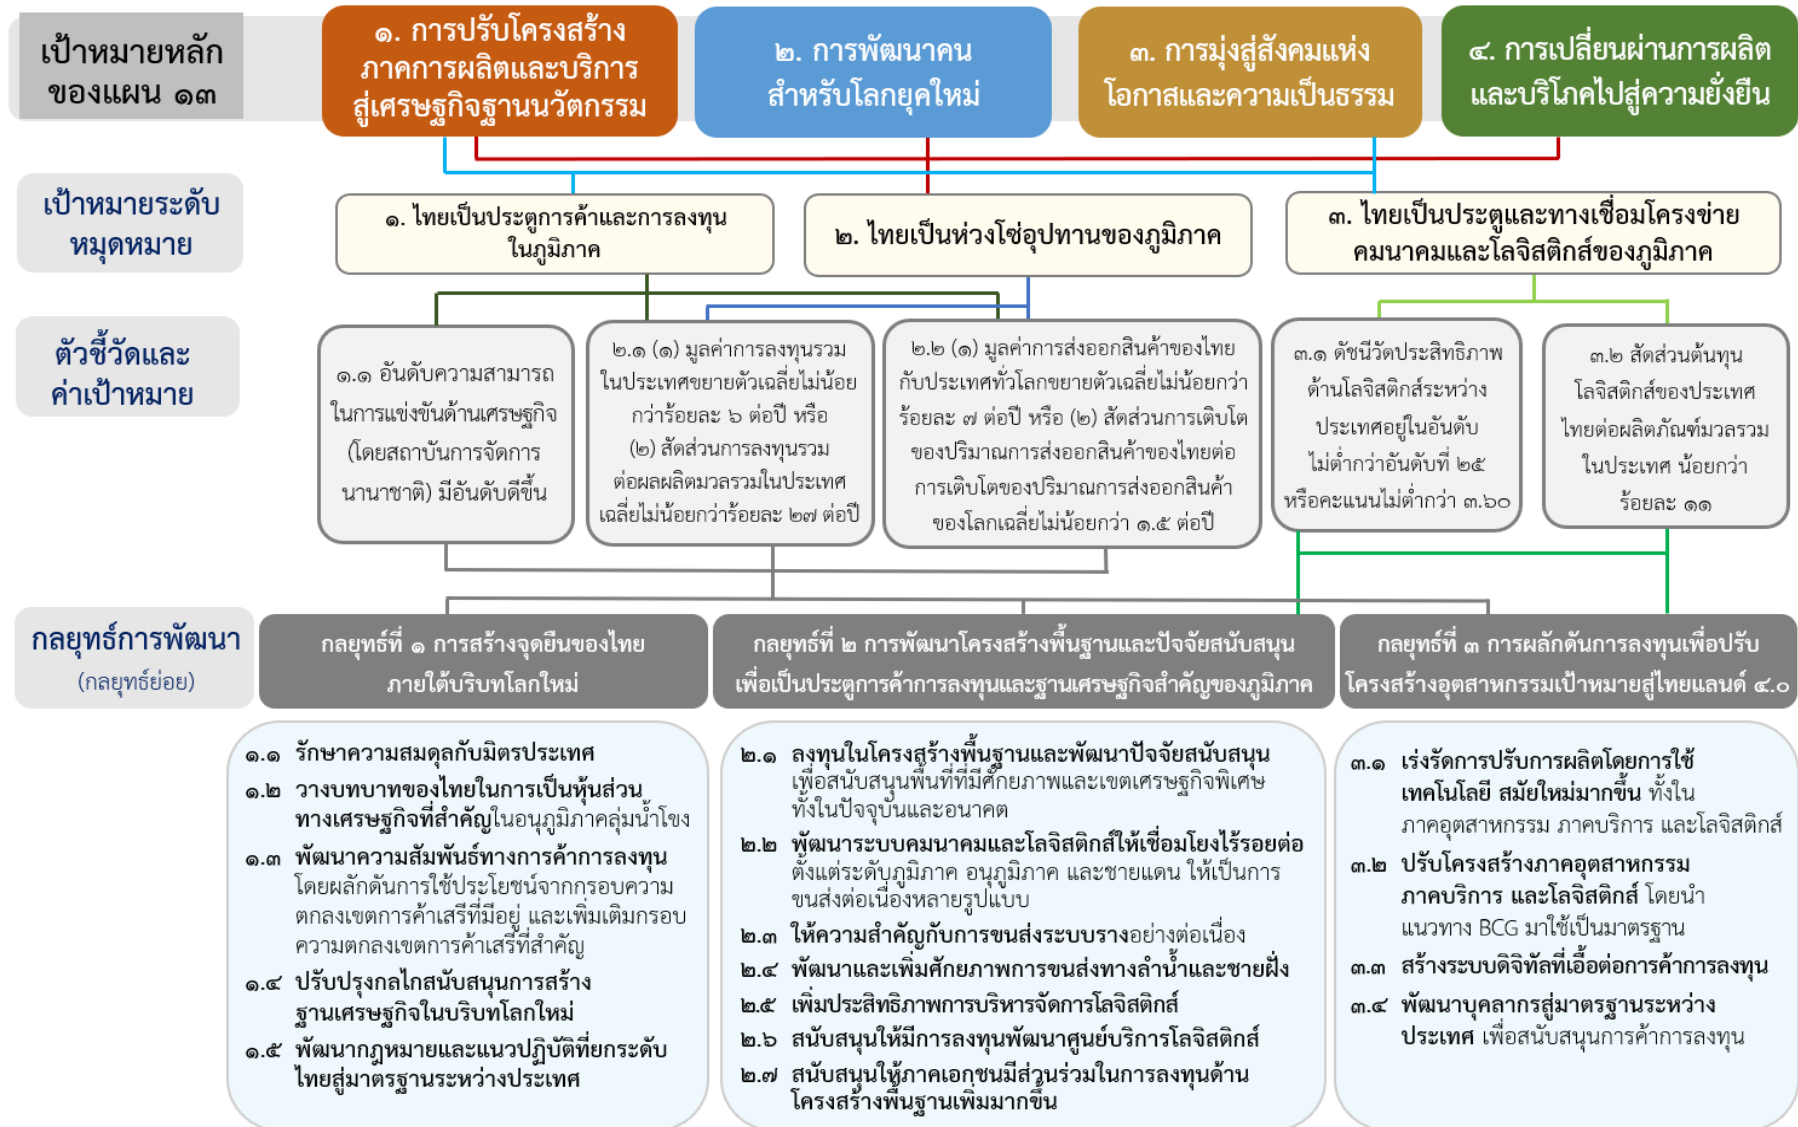 เป้าหมายหลัก
ของแผน ๑๓
๑. การปรับโครงสร้าง
ภาคการผลิตและบริการ
สู่เศรษฐกิจฐานนวัตกรรม
๒. การพัฒนาคน
สำหรับโลกยุคใหม่
๓. การมุ่งสู่สังคมแห่ง
โอกาสและความเป็นธรรม
๔. การเปลี่ยนผ่านการผลิต
และบริโภคไปสู่ความยั่งยืน
เป้าหมายระดับ
หมุดหมาย
๑. ไทยเป็นประตูการค้าและการลงทุน
ในภูมิภาค
๒. ไทยเป็นห่วงโซ่อุปทานของภูมิภาค
๓. ไทยเป็นประตูและทางเชื่อมโครงข่าย
คมนาคมและโลจิสติกส์ของภูมิภาค
ตัวชี้วัดและ
ค่าเป้าหมาย
๑.๑ อันดับความสามารถ
ในการแข่งขันด้านเศรษฐกิจ
(โดยสถาบันการจัดการ
นานาชาติ) มีอันดับดีขึ้น
๒.๑ (๑) มูลค่าการลงทุนรวม
ในประเทศขยายตัวเฉลี่ยไม่น้อย
กว่าร้อยละ ๖ ต่อปี หรือ
(๒) สัดส่วนการลงทุนรวม
ต่อผลผลิตมวลรวมในประเทศ
เฉลี่ยไม่น้อยกว่าร้อยละ ๒๗ ต่อปี
๒.๒ (๑) มูลค่าการส่งออกสินค้าของไทย
กับประเทศทั่วโลกขยายตัวเฉลี่ยไม่น้อยกว่า
ร้อยละ ๗ ต่อปี หรือ (๒) สัดส่วนการเติบโต
ของปริมาณการส่งออกสินค้าของไทยต่อ
การเติบโตของปริมาณการส่งออกสินค้า
ของโลกเฉลี่ยไม่น้อยกว่า ๑.๕ ต่อปี
๓.๑ ดัชนีวัดประสิทธิภาพ
ด้านโลจิสติกส์ระหว่าง
ประเทศอยู่ในอันดับ
ไม่ต่ำกว่าอันดับที่ ๒๕
หรือคะแนนไม่ต่ำกว่า ๓.๖๐
๓.๒ สัดส่วนต้นทุน
โลจิสติกส์ของประเทศ
ไทยต่อผลิตภัณฑ์มวลรวม
ในประเทศ น้อยกว่า
ร้อยละ ๑๑
กลยุทธ์การพัฒนา
(กลยุทธ์ย่อย)
กลยุทธ์ที่ ๑ การสร้างจุดยืนของไทย
ภายใต้บริบทโลกใหม่
กลยุทธ์ที่ ๒ การพัฒนาโครงสร้างพื้นฐานและปัจจัยสนับสนุน
เพื่อเป็นประตูการค้าการลงทุนและฐานเศรษฐกิจสำคัญของภูมิภาค
กลยุทธ์ที่ ๓ การผลักดันการลงทุนเพื่อปรับ
โครงสร้างอุตสาหกรรมเป้าหมายสู่ไทยแลนด์ ๔.๐
๑.๑ รักษาความสมดุลกับมิตรประเทศ
๑.๒ วางบทบาทของไทยในการเป็นหุ้นส่วน
ทางเศรษฐกิจที่สำคัญในอนุภูมิภาคลุ่มน้ำโขง
๑.๓ พัฒนาความสัมพันธ์ทางการค้าการลงทุน
โดยผลักดันการใช้ประโยชน์จากกรอบความ
ตกลงเขตการค้าเสรีที่มีอยู่ และเพิ่มเติมกรอบ
ความตกลงเขตการค้าเสรีที่สำคัญ
๑.๔ ปรับปรุงกลไกสนับสนุนการสร้าง
ฐานเศรษฐกิจในบริบทโลกใหม่
๑.๕ พัฒนากฎหมายและแนวปฏิบัติที่ยกระดับ
ไทยสู่มาตรฐานระหว่างประเทศ
๒.๑ ลงทุนในโครงสร้างพื้นฐานและพัฒนาปัจจัยสนับสนุน
เพื่อสนับสนุนพื้นที่ที่มีศักยภาพและเขตเศรษฐกิจพิเศษ
ทั้งในปัจจุบันและอนาคต
๒.๒ พัฒนาระบบคมนาคมและโลจิสติกส์ให้เชื่อมโยงไร้รอยต่อ
ตั้งแต่ระดับภูมิภาค อนุภูมิภาค และชายแดน ให้เป็นการ
ขนส่งต่อเนื่องหลายรูปแบบ
๒.๓ ให้ความสำคัญกับการขนส่งระบบรางอย่างต่อเนื่อง
๒.๔ พัฒนาและเพิ่มศักยภาพการขนส่งทางลำน้ำและชายฝั่ง
๒.๕ เพิ่มประสิทธิภาพการบริหารจัดการโลจิสติกส์
๒.๖ สนับสนุนให้มีการลงทุนพัฒนาศูนย์บริการโลจิสติกส์
๒.๗ สนับสนุนให้ภาคเอกชนมีส่วนร่วมในการลงทุนด้าน
โครงสร้างพื้นฐานเพิ่มมากขึ้น
๓.๑ เร่งรัดการปรับการผลิตโดยการใช้
เทคโนโลยี สมัยใหม่มากขึ้น ทั้งใน
ภาคอุตสาหกรรม ภาคบริการ และโลจิสติกส์
๓.๒ ปรับโครงสร้างภาคอุตสาหกรรม
ภาคบริการ และโลจิสติกส์ โดยนำ
แนวทาง BCG มาใช้เป็นมาตรฐาน
๓.๓ สร้างระบบดิจิทัลที่เอื้อต่อการค้าการลงทุน
๓.๔ พัฒนาบุคลากรสู่มาตรฐานระหว่าง
ประเทศ เพื่อสนับสนุนการค้าการลงทุน